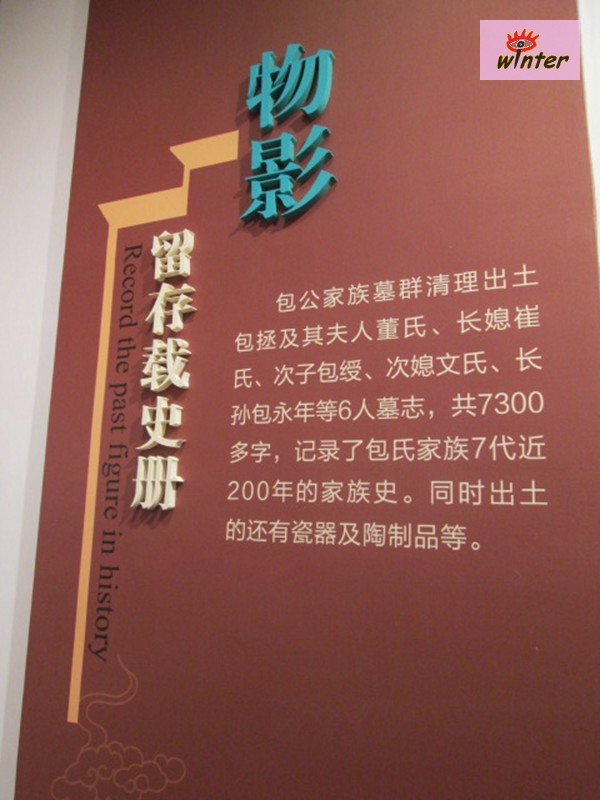 winter
物影
留存载史册
Record the past figure in history
包公家族墓群清理出土
包拯及其夫人董氏、长媳崔
氏、次子包绶、次媳文氏、长
孙包永年等6人墓志，共7300
多字，记录了包氏家族7代近
200年的家族史。同时出土
的还有瓷器及陶制品等。